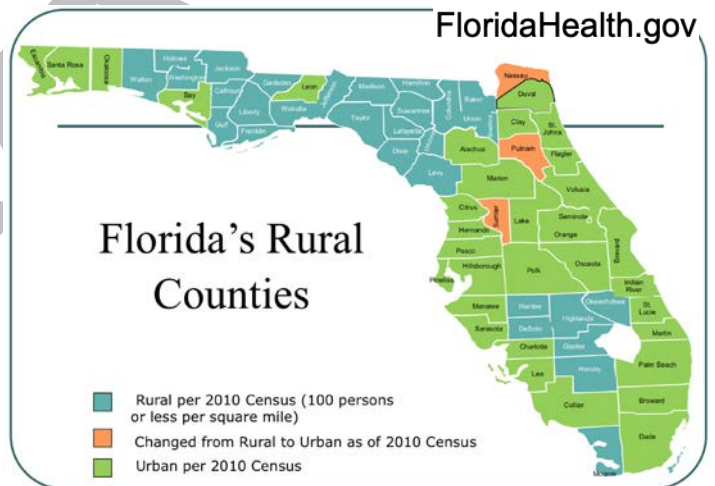 FloridaHealth.gov
Escambia
Santa Rosa
Okaloosa
Walton
Holmes
Washington
Bay
Jackson
Calhoun
Gulf
Liberty
Franklin
Gadsden
Leon
Wakulla
Jefferson
Madison
Taylor
Hamilton
Suwannee
Lafayette
Dixie
Columbia
Baker
Union
Levy
Nassau
Duval
Clay
St.
Johns
Alachua
Putnam
Flagler
Marion
Volusia
Citrus
Sumter
Lake
Seminole
Hernando
Orange
Pasco
Brevard
Hillsborough
Polk
Osceola
Pinellas
Indian
River
Manatee
Hardee
Okeechobee
St.
Lucie
Highlands
Sarasota
DeSoto
Martin
Charlotte
Glades
Lee
Hendry
Palm Beach
Collier
Broward
Dade
Monroe
Florida's Rural
Counties
Rural per 2010 Census (100 persons
or less per square mile)
Changed from Rural to Urban as of 2010 Census
Urban per 2010 Census